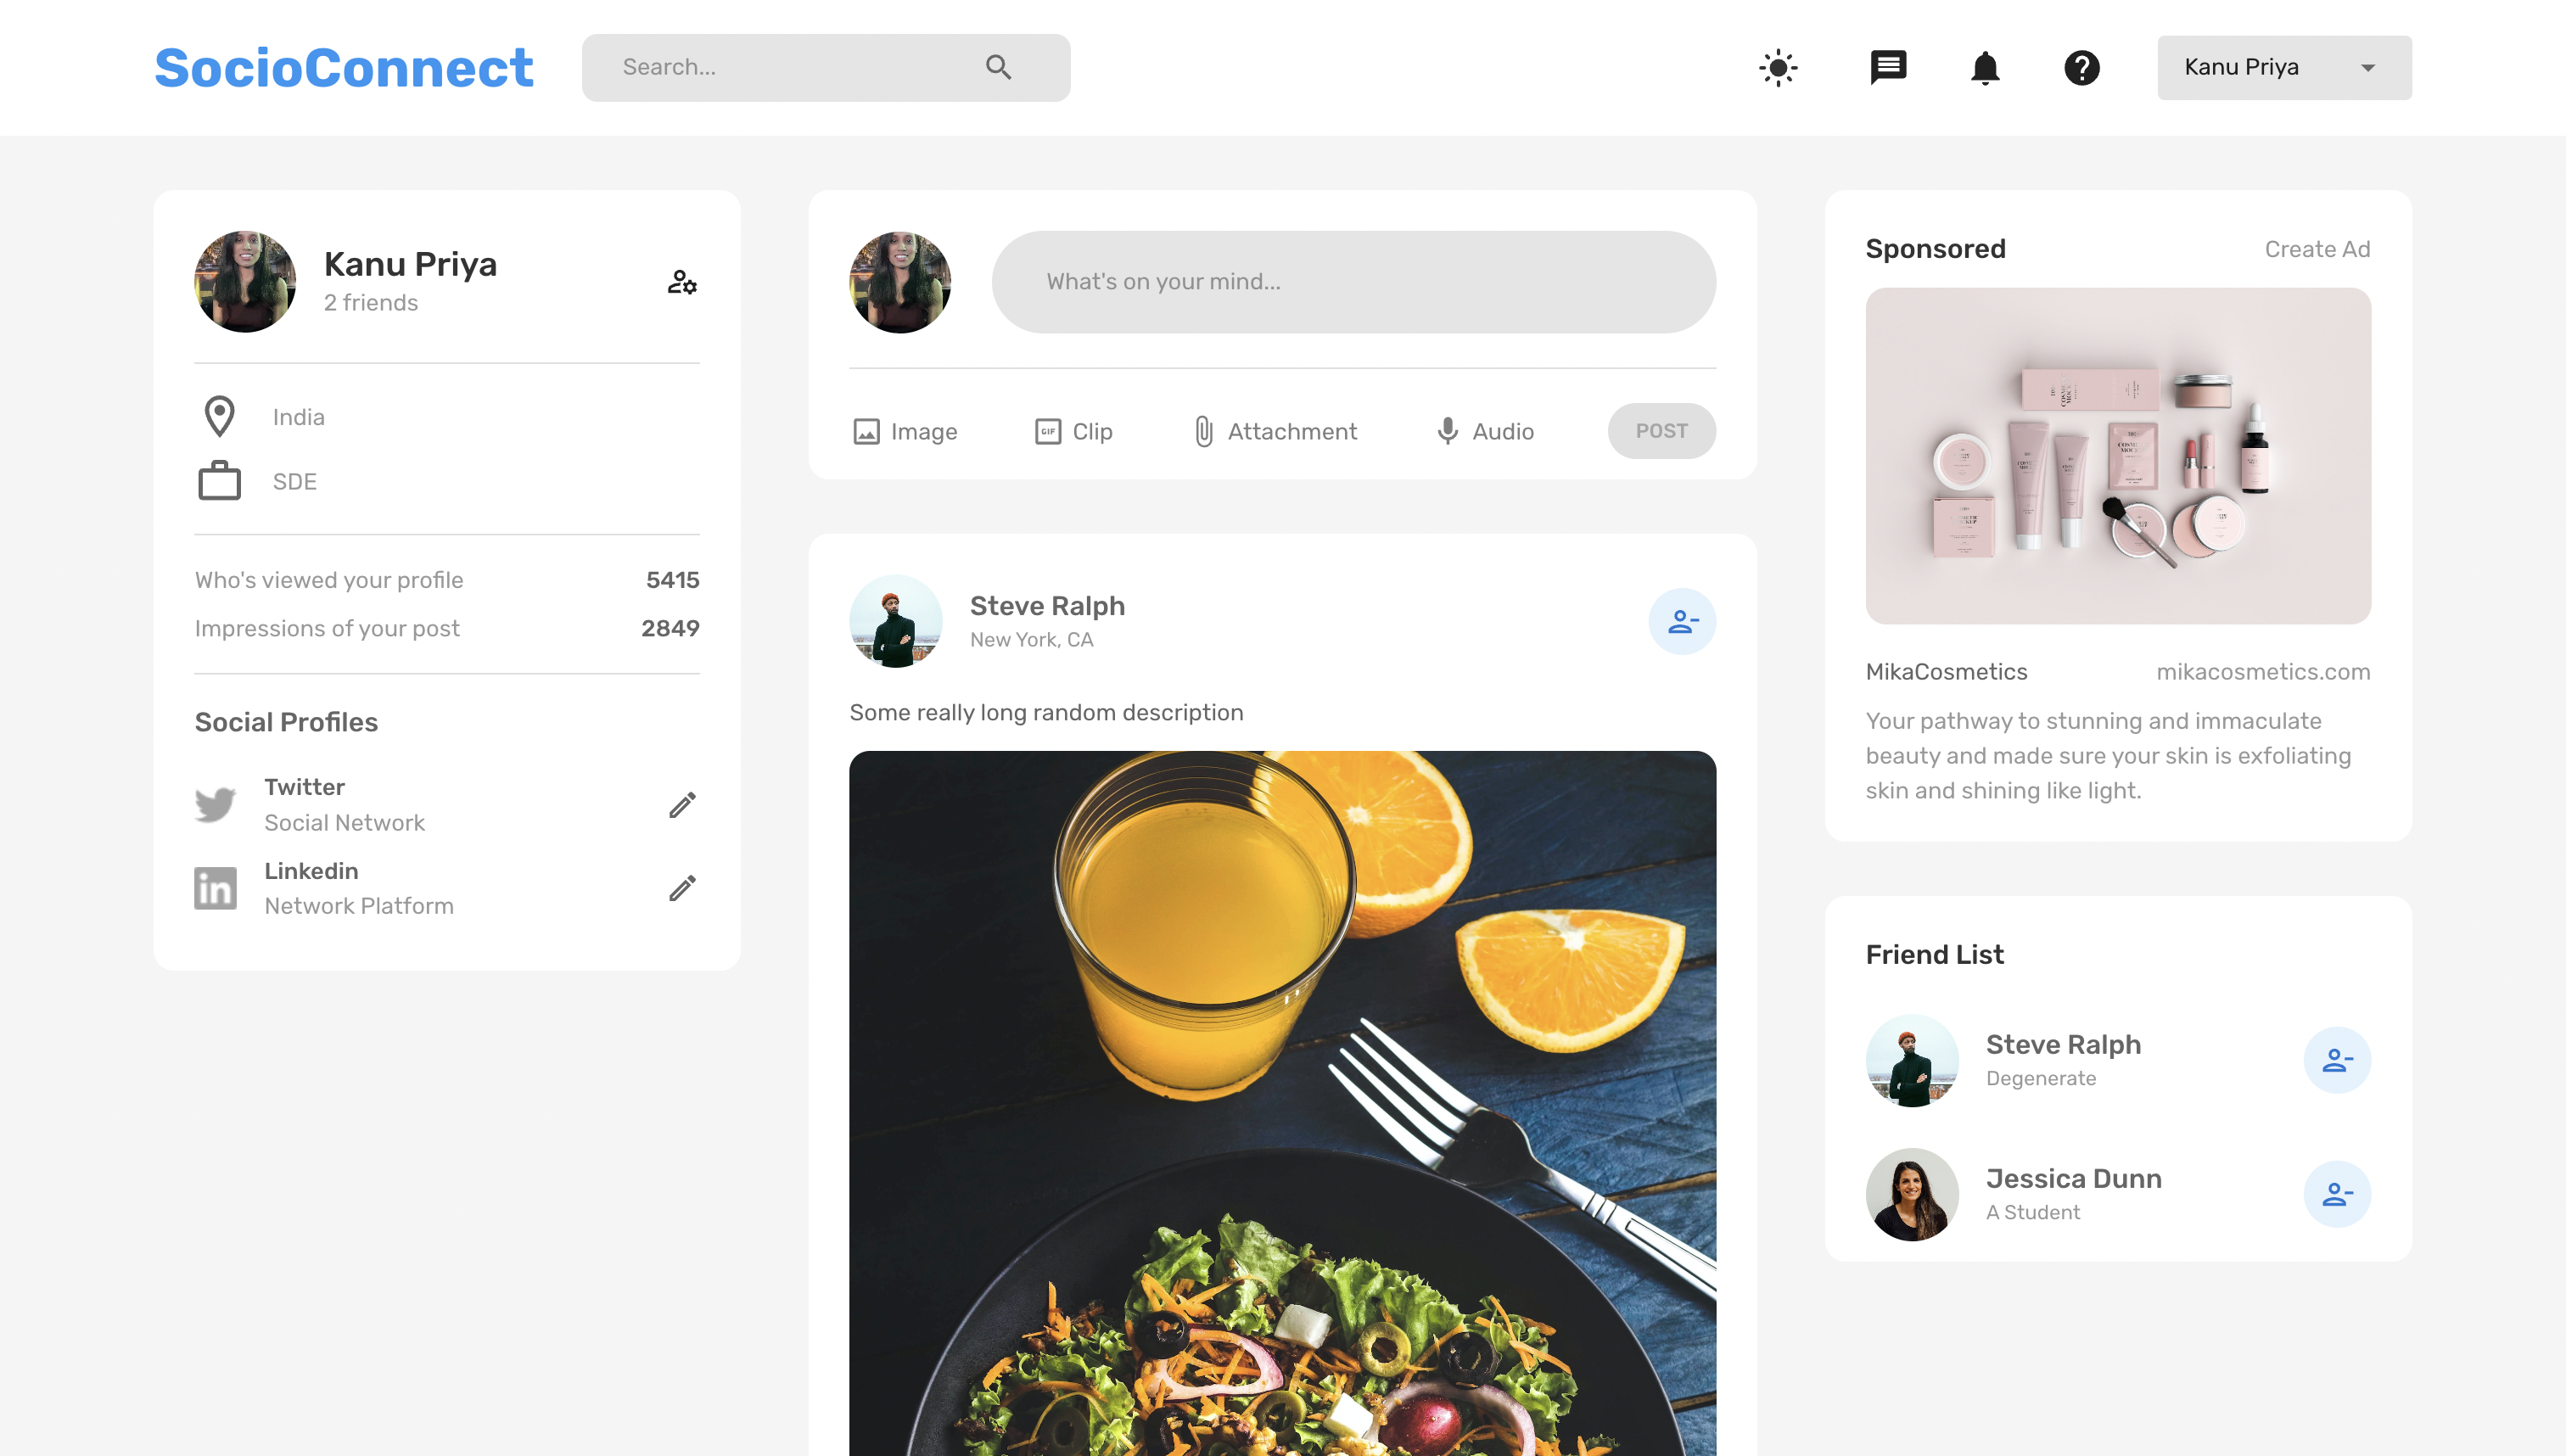 SocioConnect
Search...
Kanu Priya
Kanu Priya
2 friends
India
SDE
Who's viewed your profile 5415
Impressions of your post 2849
Social Profiles
Twitter
Social Network
Linkedin
Network Platform
What's on your mind...
Image GIF Clip Attachment Audio POST
Steve Ralph
New York, CA
Some really long random description
Sponsored Create Ad
MikaCosmetics mikacosmetics.com
Your pathway to stunning and immaculate
beauty and made sure your skin is exfoliating
skin and shining like light.
Friend List
Steve Ralph
Degenerate
Jessica Dunn
A Student